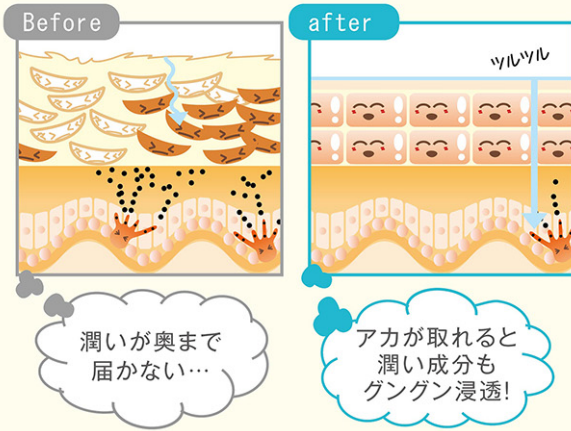 Before
after
ツルツル
潤いが奥まで
届かない…
アカが取れると
潤い成分も
グングン浸透!